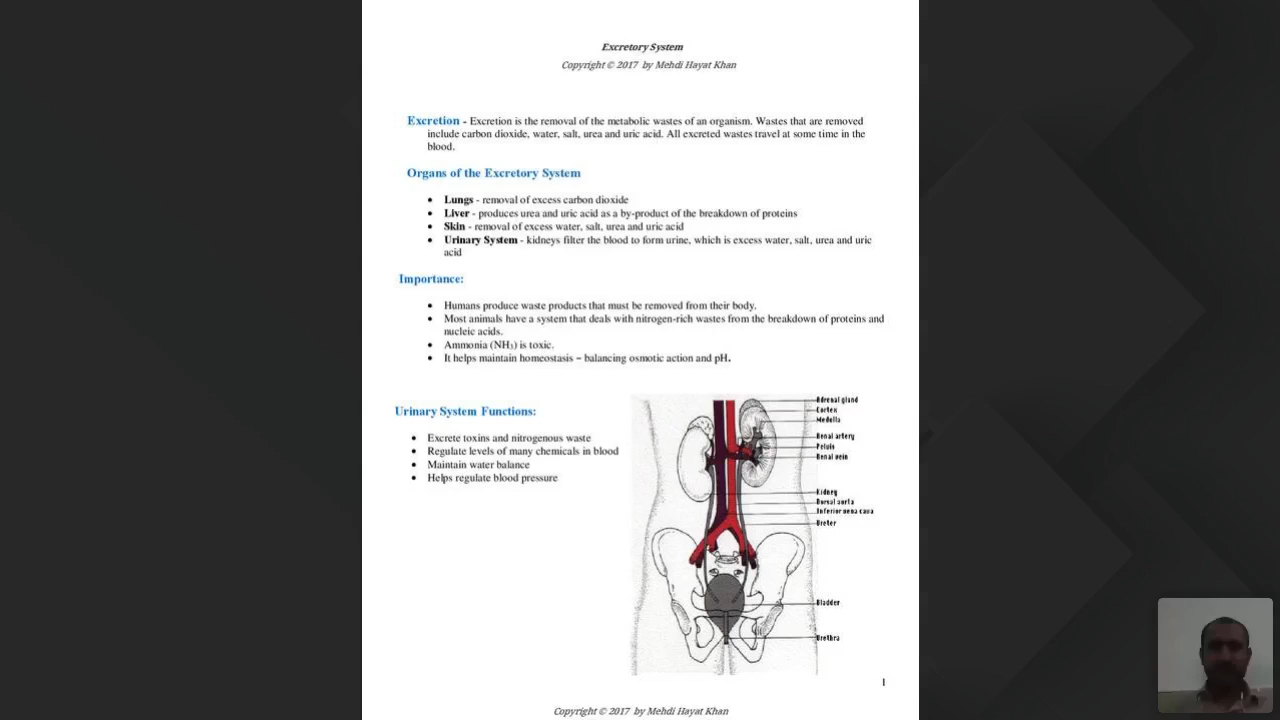 Excretory System
Copyright © 2017 by Mehdi Hayat Khan
Excretion - Excretion is the removal of the metabolic wastes of an organism. Wastes that are removed
include carbon dioxide, water, salt, urea and uric acid. All excreted wastes travel at some time in the
blood.
Organs of the Excretory System
• Lungs - removal of excess carbon dioxide
• Liver - produces urea and uric acid as a by-product of the breakdown of proteins
• Skin - removal of excess water, salt, urea and uric acid
• Urinary System - kidneys filter the blood to form urine, which is excess water, salt, urea and uric
acid
Importance:
• Humans produce waste products that must be removed from their body.
• Most animals have a system that deals with nitrogen-rich wastes from the breakdown of proteins and
nucleic acids.
• Ammonia (NH₃) is toxic.
• It helps maintain homeostasis – balancing osmotic action and pH.
Urinary System Functions:
• Excrete toxins and nitrogenous waste
• Regulate levels of many chemicals in blood
• Maintain water balance
• Helps regulate blood pressure
Adrenal gland
Cortex
Medulla
Renal artery
Pelvis
Renal vein
Kidney
Dorsal aorta
Inferior vena cava
Ureter
Bladder
Urethra
1
Copyright © 2017 by Mehdi Hayat Khan